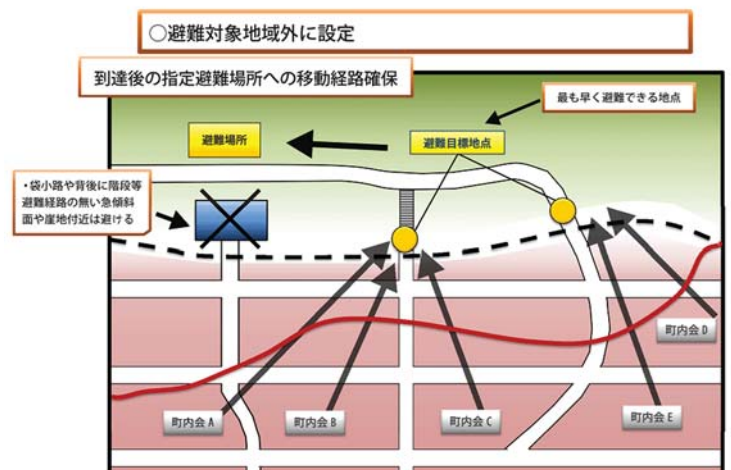 ○避難対象地域外に設定
到達後の指定避難場所への移動経路確保
最も早く避難できる地点
避難場所
避難目標地点
・袋小路や背後に階段等
避難経路の無い急傾斜
面や崖地付近は避ける
町内会 D
町内会 A
町内会 B
町内会 C
町内会 E